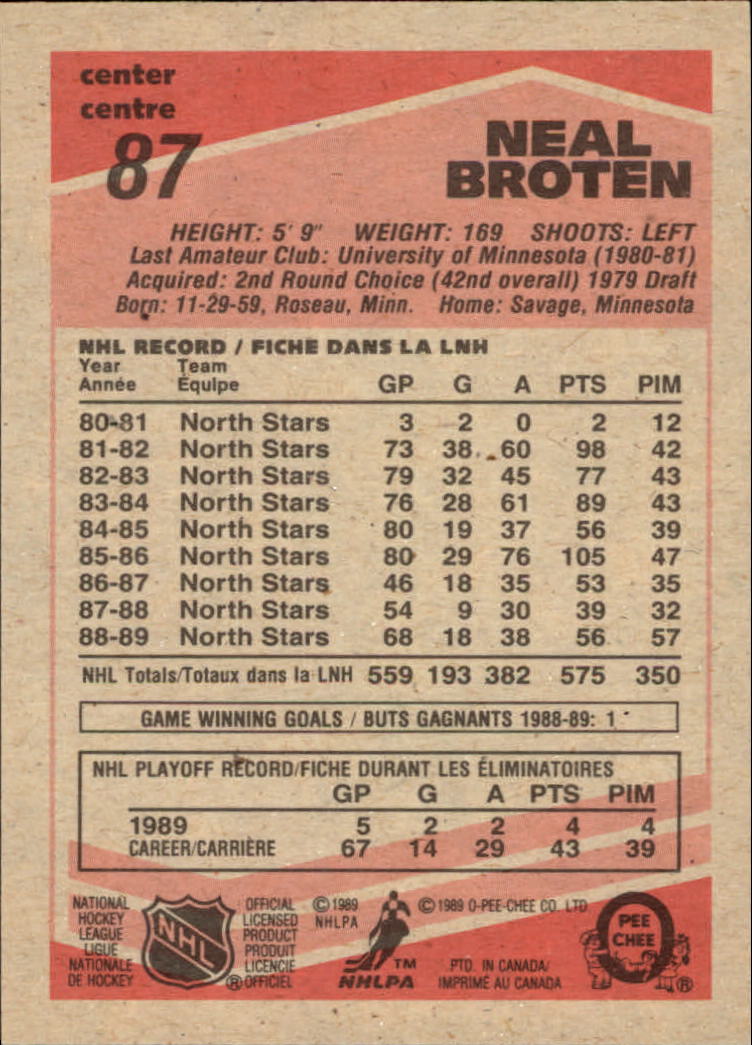 center
centre
87
NEAL
BROTEN
HEIGHT: 5' 9" WEIGHT: 169 SHOOTS: LEFT
Last Amateur Club: University of Minnesota (1980-81)
Acquired: 2nd Round Choice (42nd overall) 1979 Draft
Born: 11-29-59, Roseau, Minn. Home: Savage, Minnesota
NHL RECORD / FICHE DANS LA LNH
Year Team
Année Équipe GP G A PTS PIM
80-81 North Stars 3 2 0 2 12
81-82 North Stars 73 38 60 98 42
82-83 North Stars 79 32 45 77 43
83-84 North Stars 76 28 61 89 43
84-85 North Stars 80 19 37 56 39
85-86 North Stars 80 29 76 105 47
86-87 North Stars 46 18 35 53 35
87-88 North Stars 54 9 30 39 32
88-89 North Stars 68 18 38 56 57
NHL Totals/Totaux dans la LNH 559 193 382 575 350
GAME WINNING GOALS / BUTS GAGNANTS 1988-89: 1
NHL PLAYOFF RECORD/FICHE DURANT LES ÉLIMINATOIRES
GP G A PTS PIM
1989 5 2 2 4 4
CAREER/CARRIÈRE 67 14 29 43 39
NATIONAL
HOCKEY
LEAGUE
LIGUE
NATIONALE
DE HOCKEY
NHL
OFFICIAL
LICENSED
PRODUCT
PRODUIT
LICENCIE
® OFFICIEL
© 1989
NHLPA
TM
NHLPA
© 1989 O-PEE-CHEE CO. LTD
PTD. IN CANADA/
IMPRIMÉ AU CANADA
O
PEE
CHEE
®